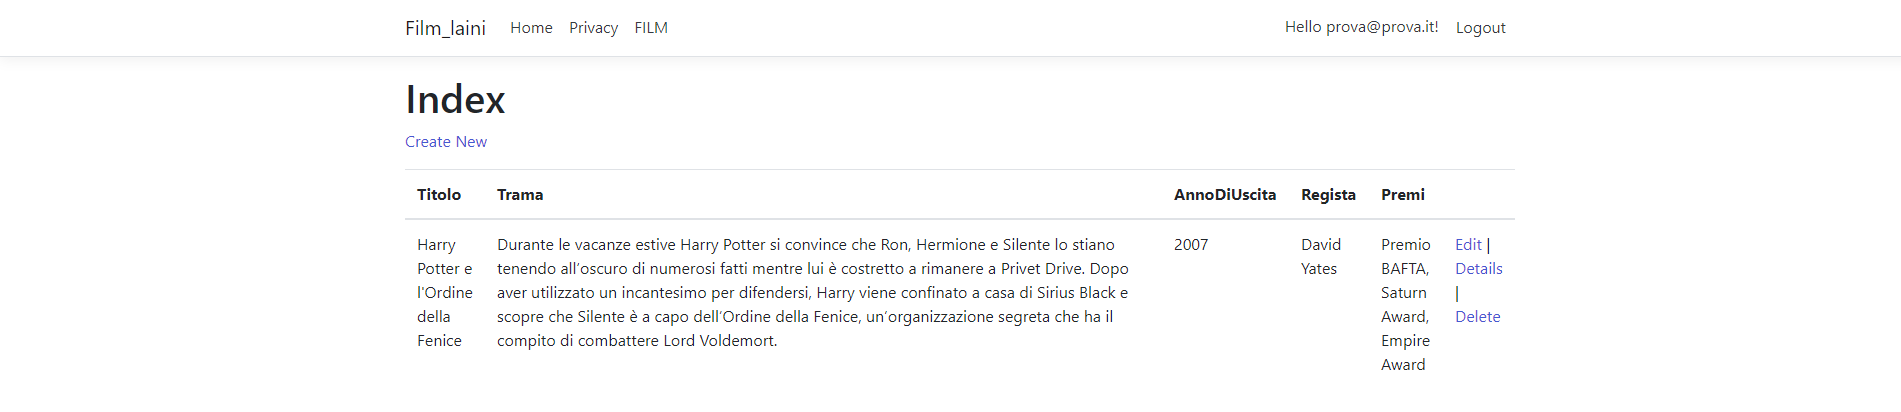 Film_laini Home Privacy FILM Hello prova@prova.it! Logout
Index
Create New
Titolo Trama AnnoDiUscita Regista Premi
Harry
Potter e
l'Ordine
della
Fenice
Durante le vacanze estive Harry Potter si convince che Ron, Hermione e Silente lo stiano
tenendo all’oscuro di numerosi fatti mentre lui è costretto a rimanere a Privet Drive. Dopo
aver utilizzato un incantesimo per difendersi, Harry viene confinato a casa di Sirius Black e
scopre che Silente è a capo dell’Ordine della Fenice, un’organizzazione segreta che ha il
compito di combattere Lord Voldemort.
2007
David
Yates
Premio
BAFTA,
Saturn
Award,
Empire
Award
Edit |
Details
|
Delete